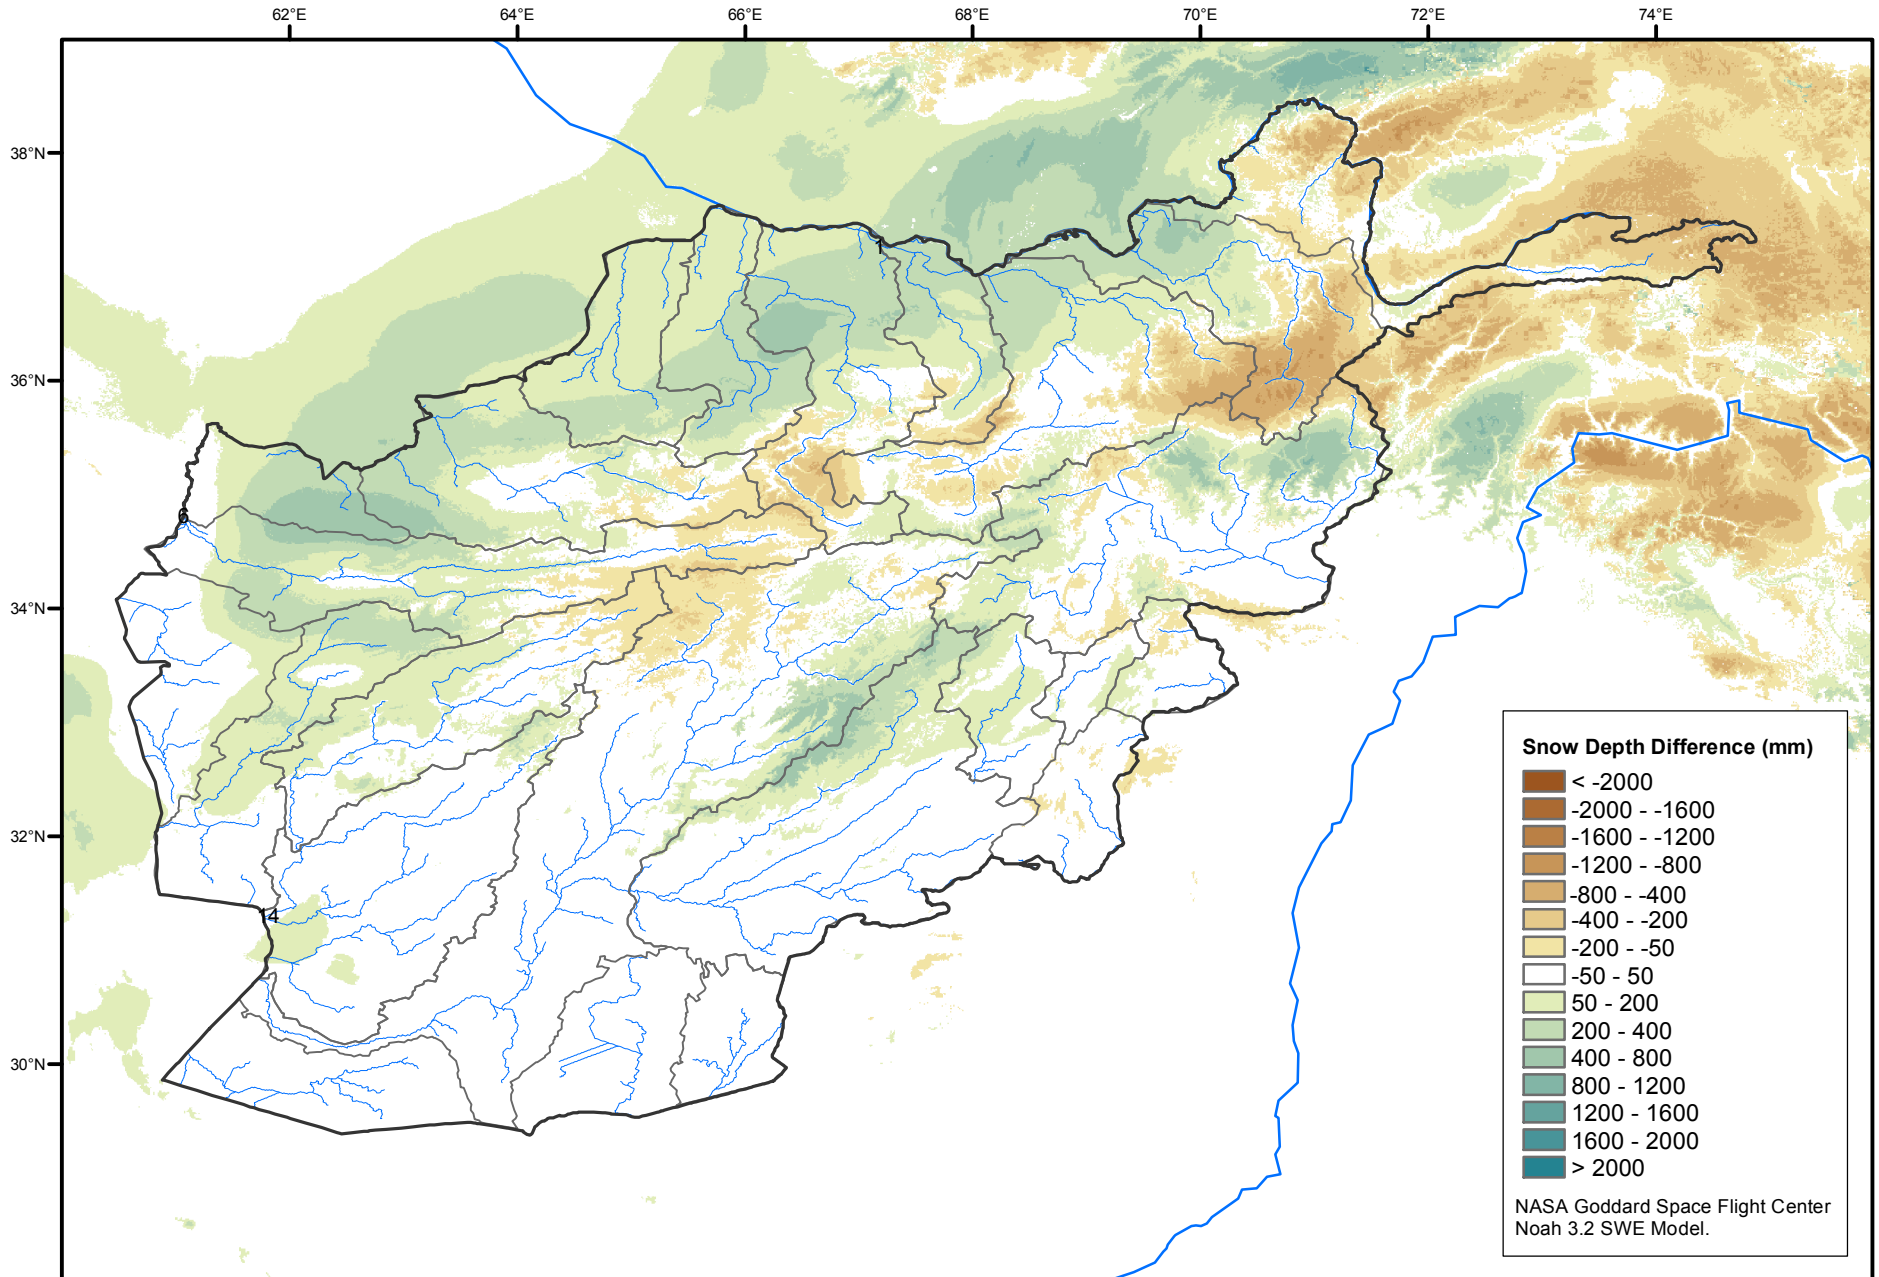 62°E 64°E 66°E 68°E 70°E 72°E 74°E
38°N
1
36°N
6
34°N
32°N
14
30°N
Snow Depth Difference (mm)
< -2000
-2000 - -1600
-1600 - -1200
-1200 - -800
-800 - -400
-400 - -200
-200 - -50
-50 - 50
50 - 200
200 - 400
400 - 800
800 - 1200
1200 - 1600
1600 - 2000
> 2000
NASA Goddard Space Flight Center
Noah 3.2 SWE Model.